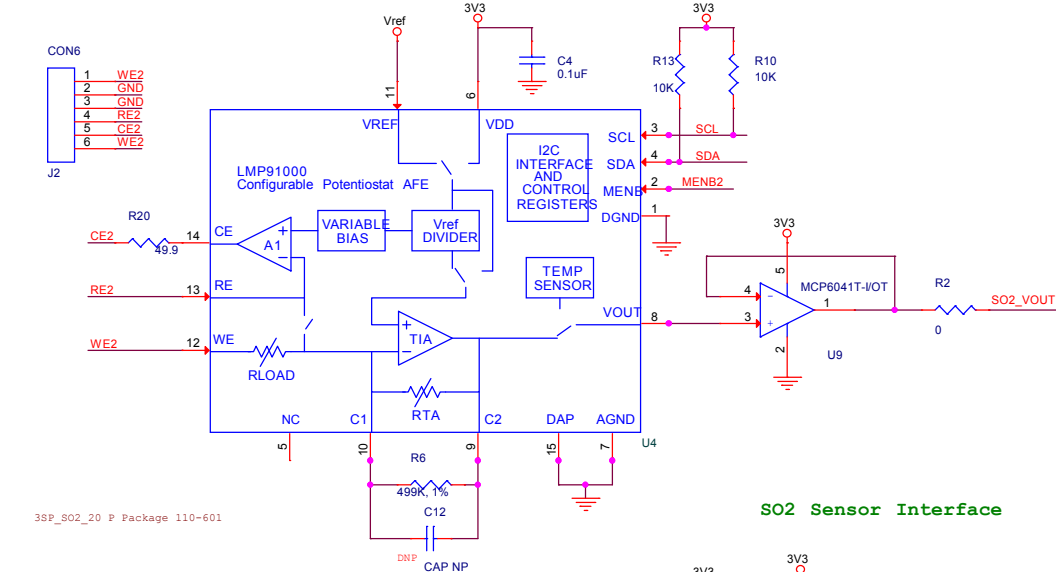 Vref
3V3
3V3
CON6
1 WE2
2 GND
3 GND
4 RE2
5 CE2
6 WE2
J2
C4
0.1uF
R13
10K
R10
10K
11
6
VREF
VDD
LMP91000
Configurable Potentiostat AFE
I2C
INTERFACE
AND
CONTROL
REGISTERS
SCL 3 SCL
SDA 4 SDA
MENB 2 MENB2
DGND 1
R20
CE2
49.9
14 CE
A1
+
−
VARIABLE
BIAS
Vref
DIVIDER
RE2 13 RE
WE2 12 WE
RLOAD
TEMP
SENSOR
+
TIA
−
RTA
VOUT 8
3V3
5
MCP6041T-I/OT
4 −
3 +
1
2
U9
R2
0
SO2_VOUT
NC
C1
C2
DAP
AGND
5
10
9
15
7
U4
R6
499K, 1%
C12
DNP
CAP NP
3SP_SO2_20 P Package 110-601
SO2 Sensor Interface
3V3
3V3